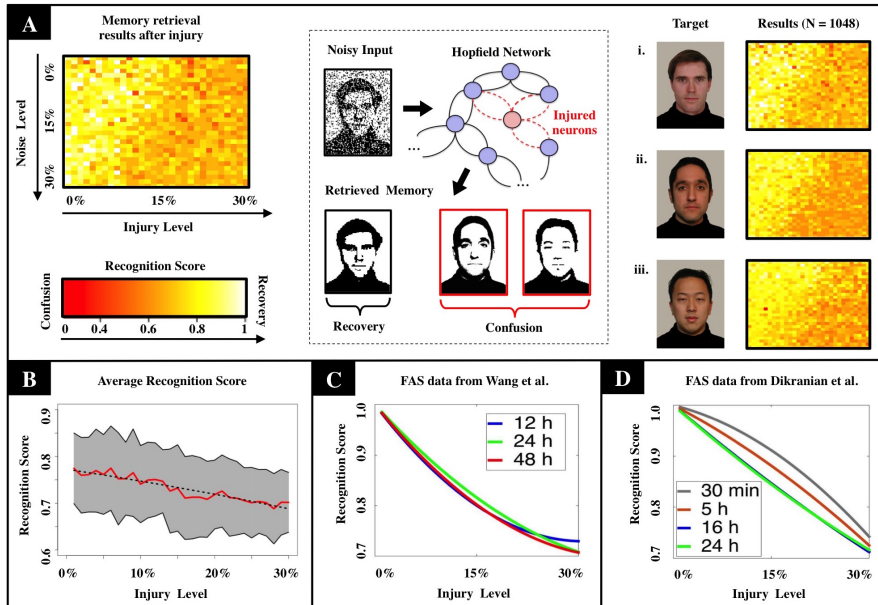 A
Memory retrieval
results after injury
Noise Level
0%
15%
30%
15%
30%
0%
Injury Level
Recognition Score
Confusion
Recovery
0
0.4
0.6
0.8
1
Noisy Input
Hopfield Network
Injured
neurons
...
...
Retrieved Memory
Recovery
Confusion
Target
Results (N = 1048)
i.
ii.
iii.
B
Average Recognition Score
Recognition Score
0.9
0.8
0.7
0.6
0%
10%
20%
30%
Injury Level
C
FAS data from Wang et al.
Recognition Score
1.0
0.9
0.8
0.7
12 h
24 h
48 h
0%
15%
30%
Injury Level
D
FAS data from Dikranian et al.
Recognition Score
1.0
0.9
0.8
0.7
30 min
5 h
16 h
24 h
0%
15%
30%
Injury Level